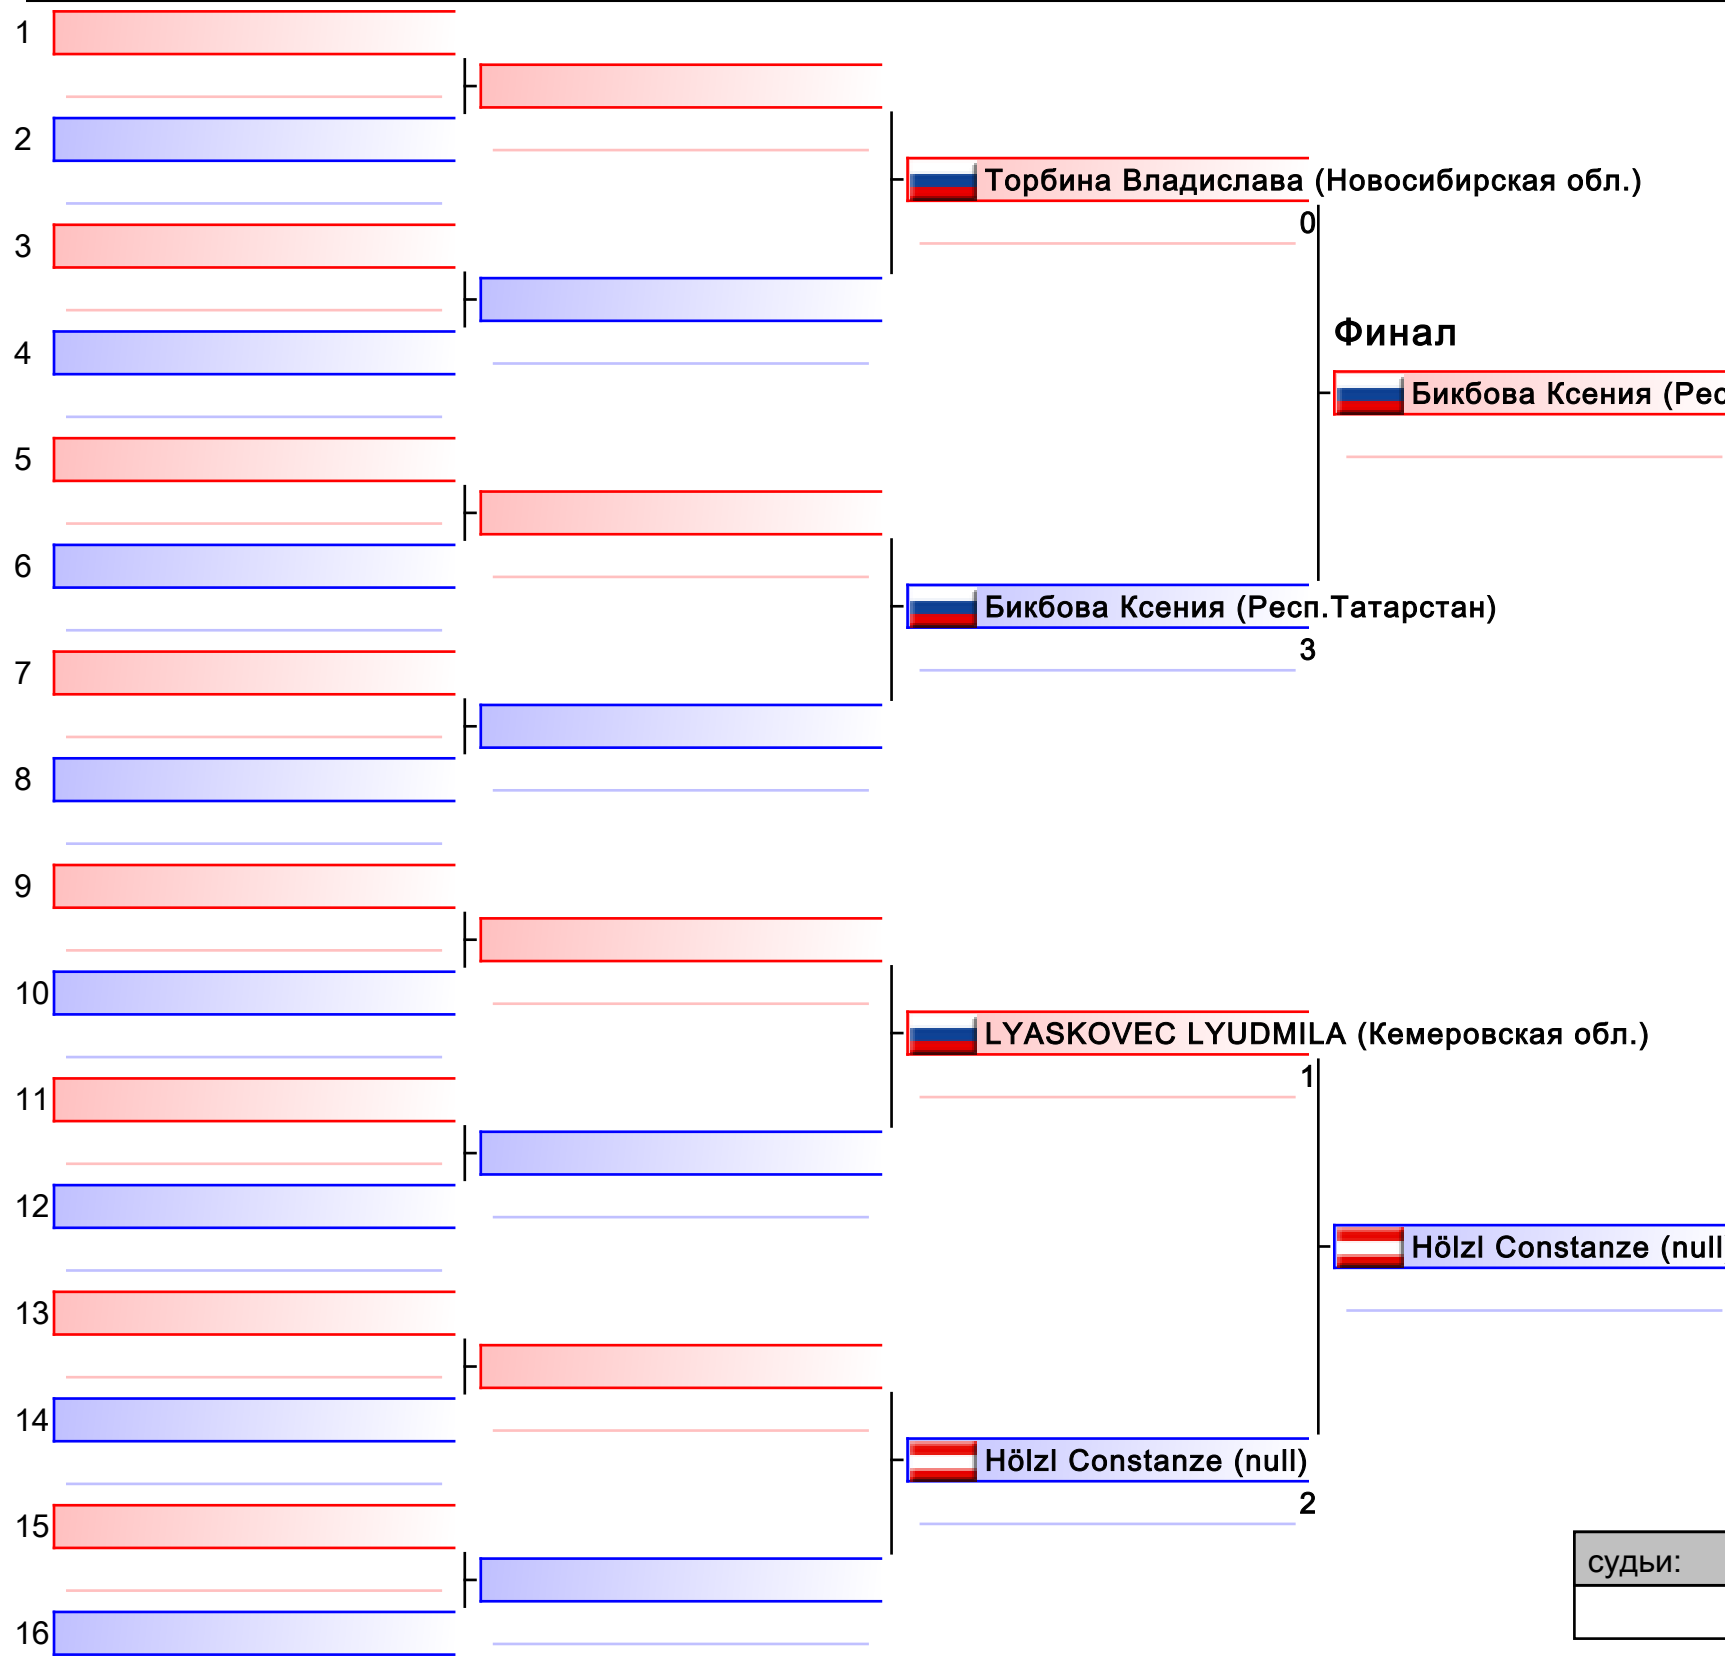 1
2
Торбина Владислава (Новосибирская обл.)
0
3
Финал
4
Бикбова Ксения (Рес
5
6
Бикбова Ксения (Респ.Татарстан)
3
7
8
9
10
LYASKOVEC LYUDMILA (Кемеровская обл.)
1
11
12
Hölzl Constanze (null
13
14
Hölzl Constanze (null)
2
15
судьи:
16